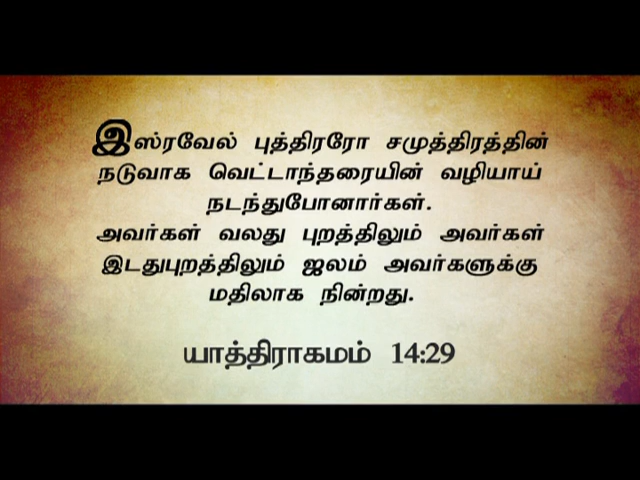 இஸ்ரவேல் புத்திரரோ சமுத்திரத்தின்
நடுவாக வெட்டாந்தரையின் வழியாய்
நடந்துபோனார்கள்.
அவர்கள் வலது புறத்திலும் அவர்கள்
இடதுபுறத்திலும் ஜலம் அவர்களுக்கு
மதிலாக நின்றது.
யாத்திராகமம் 14:29